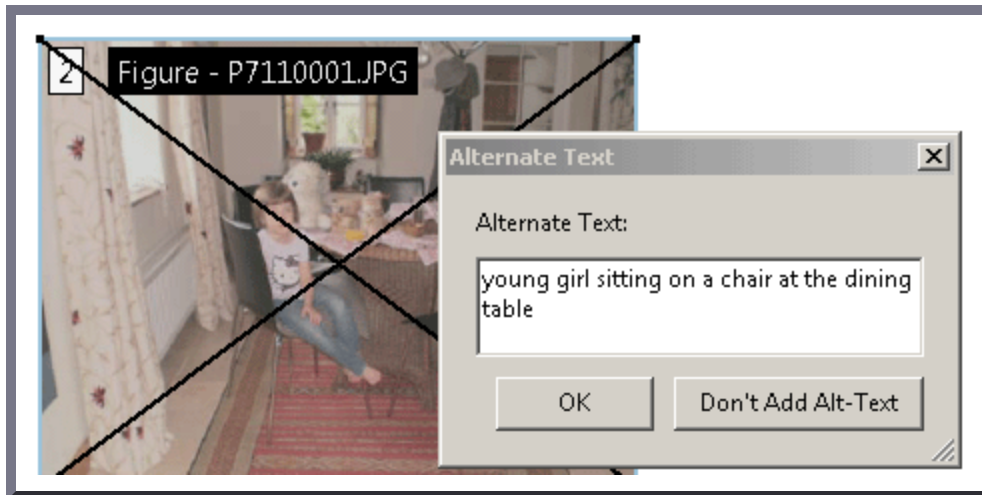 2 Figure - P7110001.JPG
Alternate Text
Alternate Text:
young girl sitting on a chair at the dining
table
OK Don't Add Alt-Text